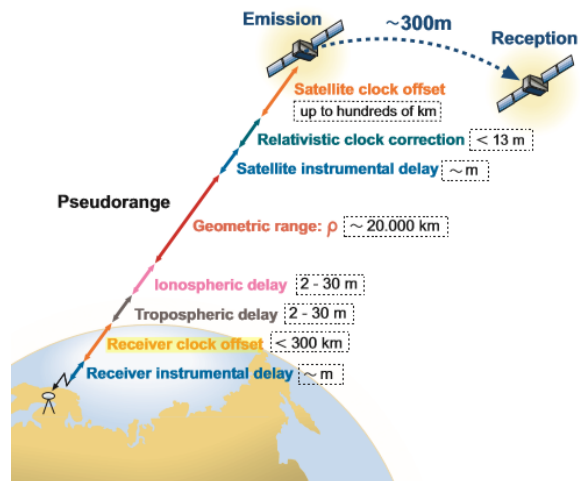 Emission
~300m
Reception
Satellite clock offset
up to hundreds of km
Relativistic clock correction < 13 m
Satellite instrumental delay ~ m
Pseudorange
Geometric range: ρ ~ 20.000 km
Ionospheric delay 2 - 30 m
Tropospheric delay 2 - 30 m
Receiver clock offset < 300 km
Receiver instrumental delay ~ m